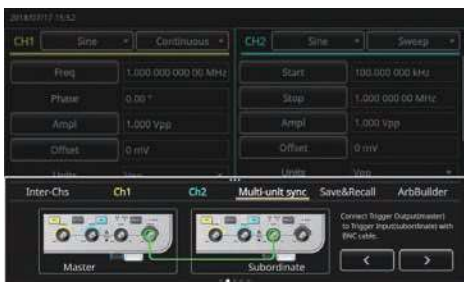 2018/07/17 15:52
CH1 Sine Continuous
CH2 Sine Sweep
Freq 1.000 000 000 00 MHz
Start 100.000 000 kHz
Phase 0.00 °
Stop 1.000 000 00 MHz
Ampl 1.000 Vpp
Ampl 1.000 Vpp
Offset 0 mV
Offset 0 mV
Units Vpp
Units Vpp
Inter-Chs Ch1 Ch2 Multi-unit sync Save&Recall ArbBuilder
Connect Trigger Output(master)
to Trigger Input(subordinate) with
BNC cable.
Master
Subordinate